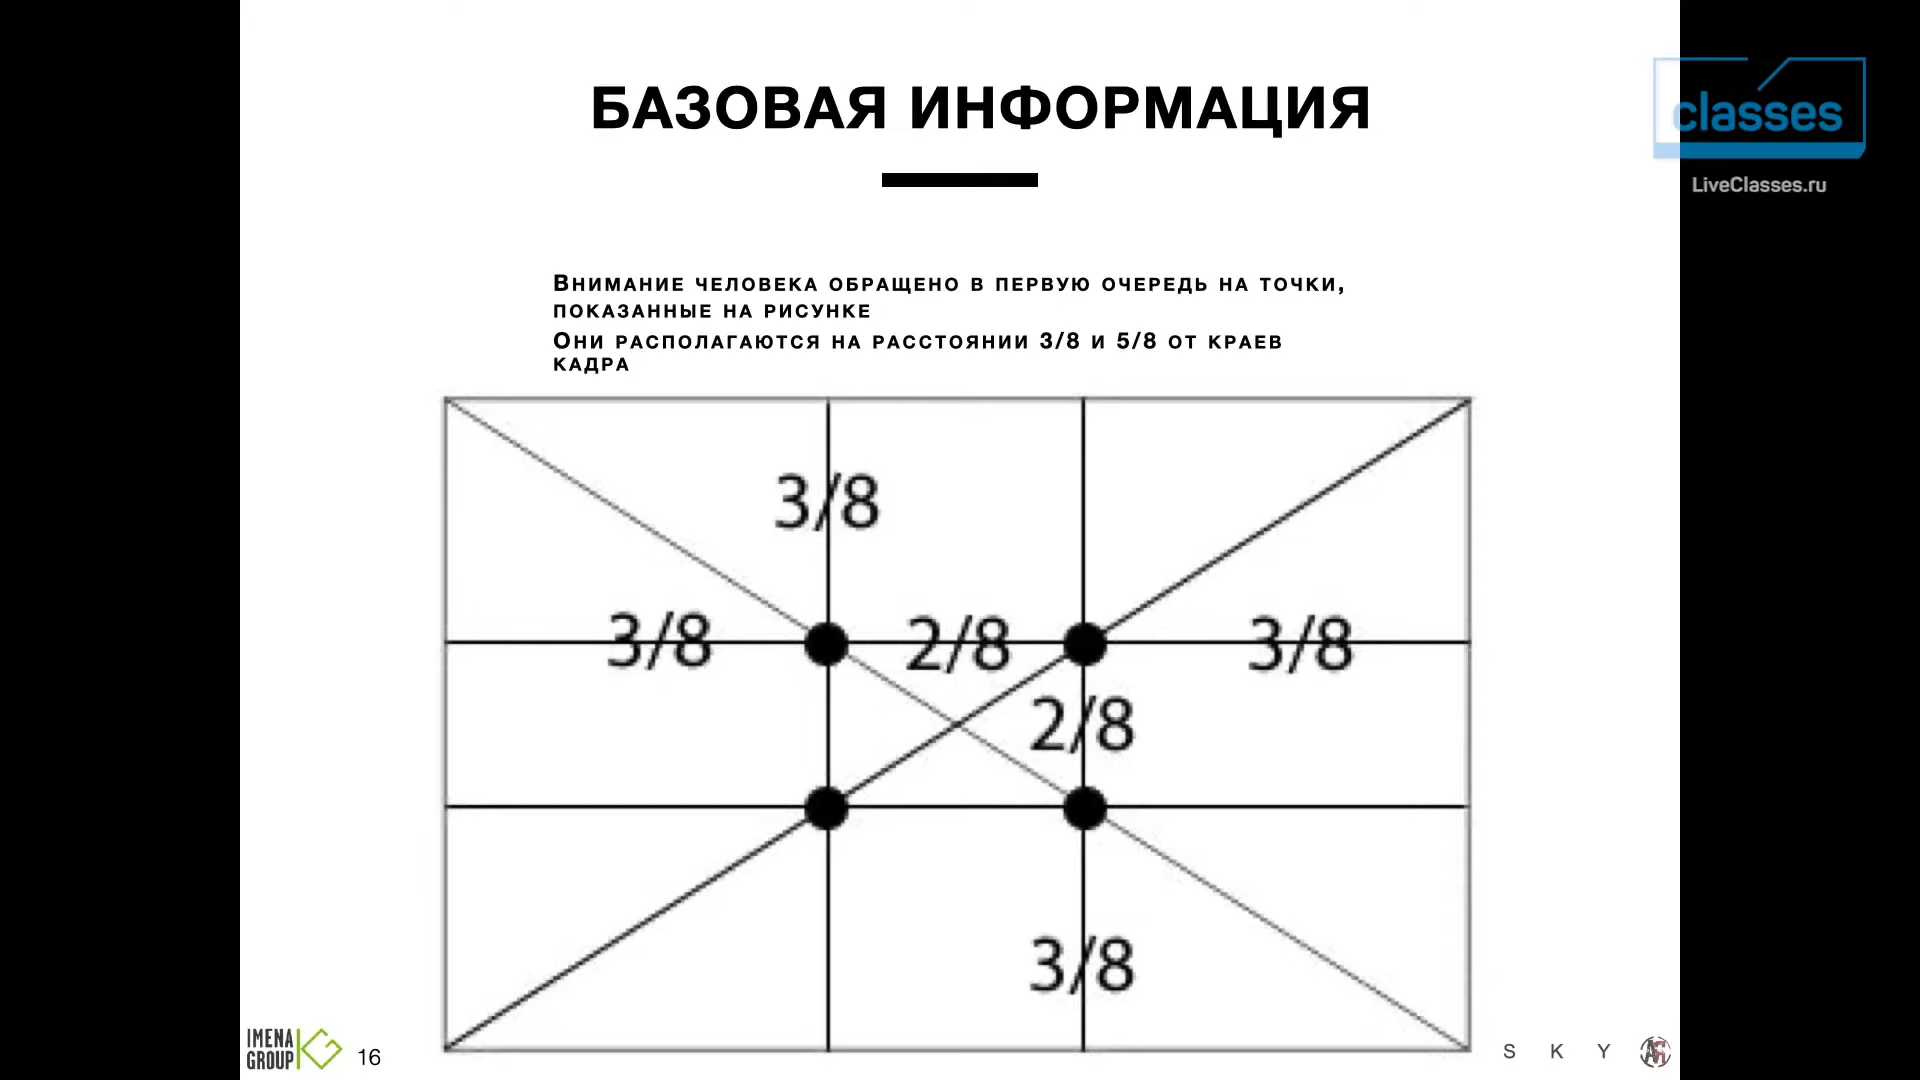 БАЗОВАЯ ИНФОРМАЦИЯ
classes
LiveClasses.ru
Внимание человека обращено в первую очередь на точки,
показанные на рисунке
Они располагаются на расстоянии 3/8 и 5/8 от краев
кадра
3/8
3/8
2/8
3/8
2/8
3/8
IMENA
GROUP
16
SKY